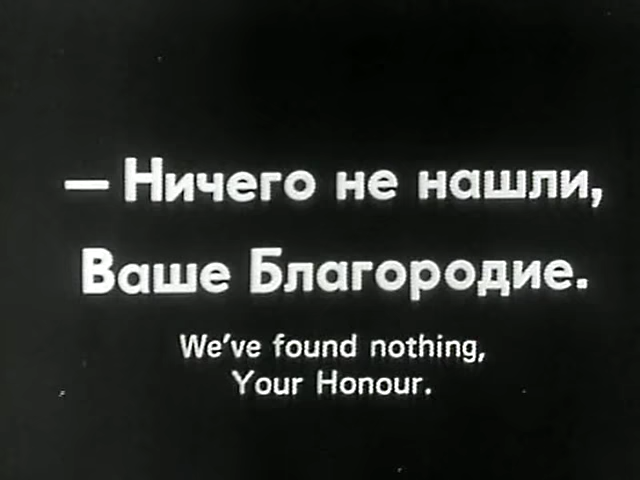 — Ничего не нашли,
Ваше Благородие.
We've found nothing,
Your Honour.